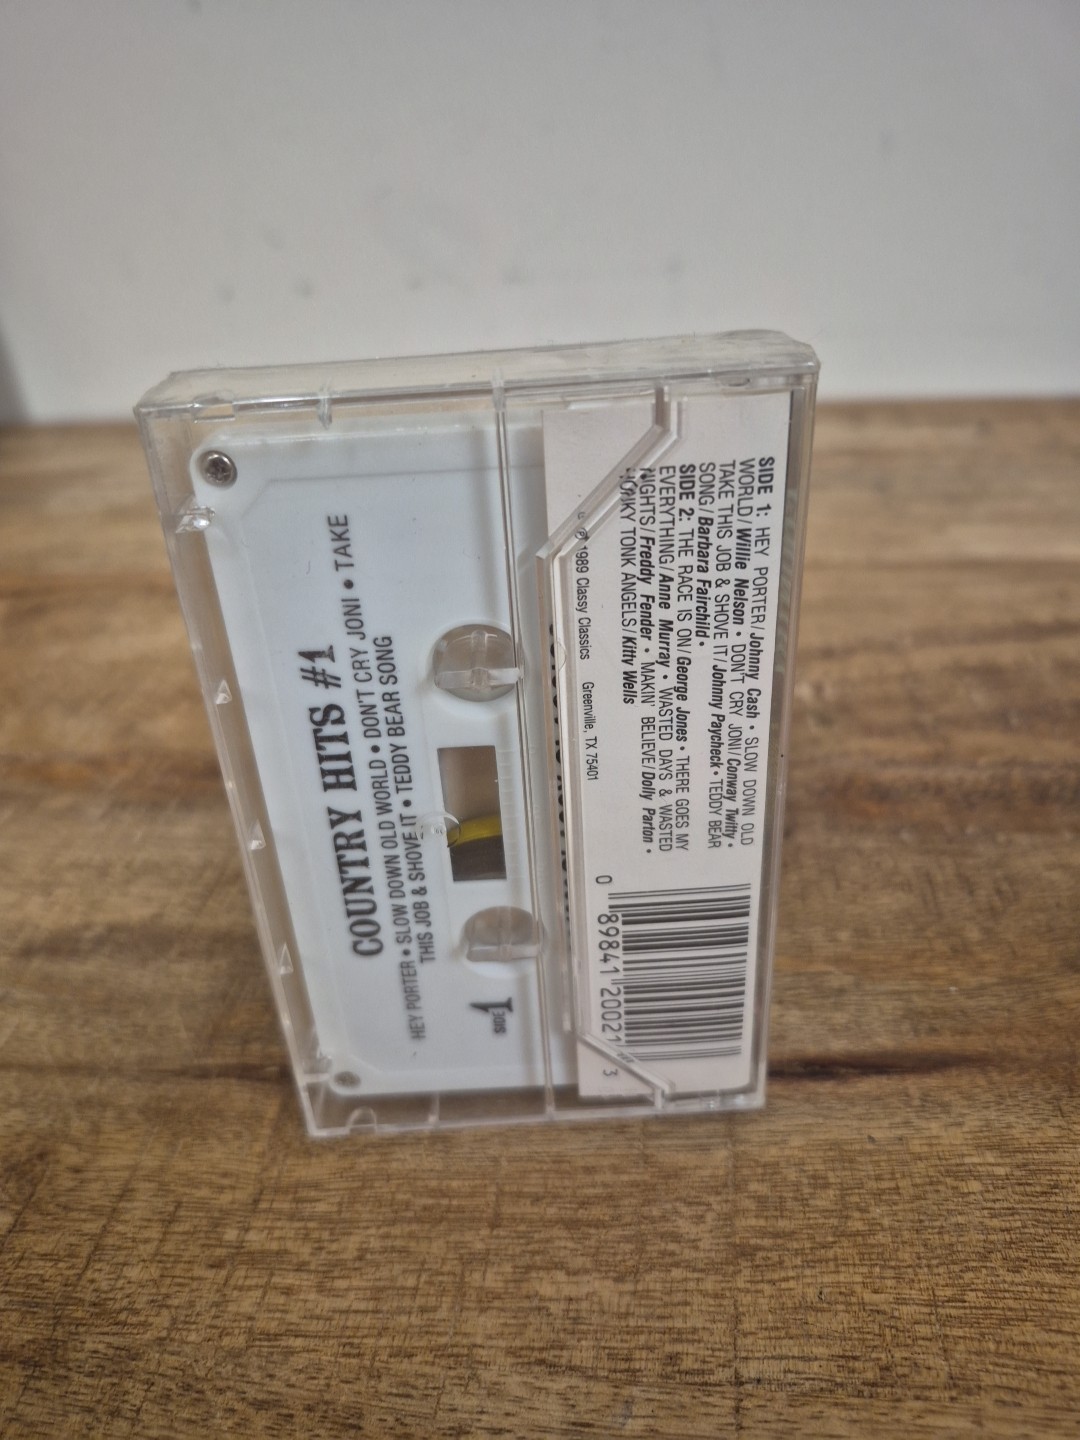 COUNTRY HITS #1
HEY PORTER • SLOW DOWN OLD WORLD • DON'T CRY JONI • TAKE
THIS JOB & SHOVE IT • TEDDY BEAR SONG
SIDE 1
SIDE 1: HEY PORTER/Johnny Cash • SLOW DOWN OLD
WORLD/Willie Nelson • DON'T CRY JONI/Conway Twitty •
TAKE THIS JOB & SHOVE IT/Johnny Paycheck • TEDDY BEAR
SONG/Barbara Fairchild •
SIDE 2: THE RACE IS ON/George Jones • THERE GOES MY
EVERYTHING/Anne Murray • WASTED DAYS & WASTED
NIGHTS/Freddy Fender • MAKIN' BELIEVE/Dolly Parton •
HONKY TONK ANGELS/Kitty Wells
℗ 1989 Classy Classics Greenville, TX 75401
0 89841 20021 3